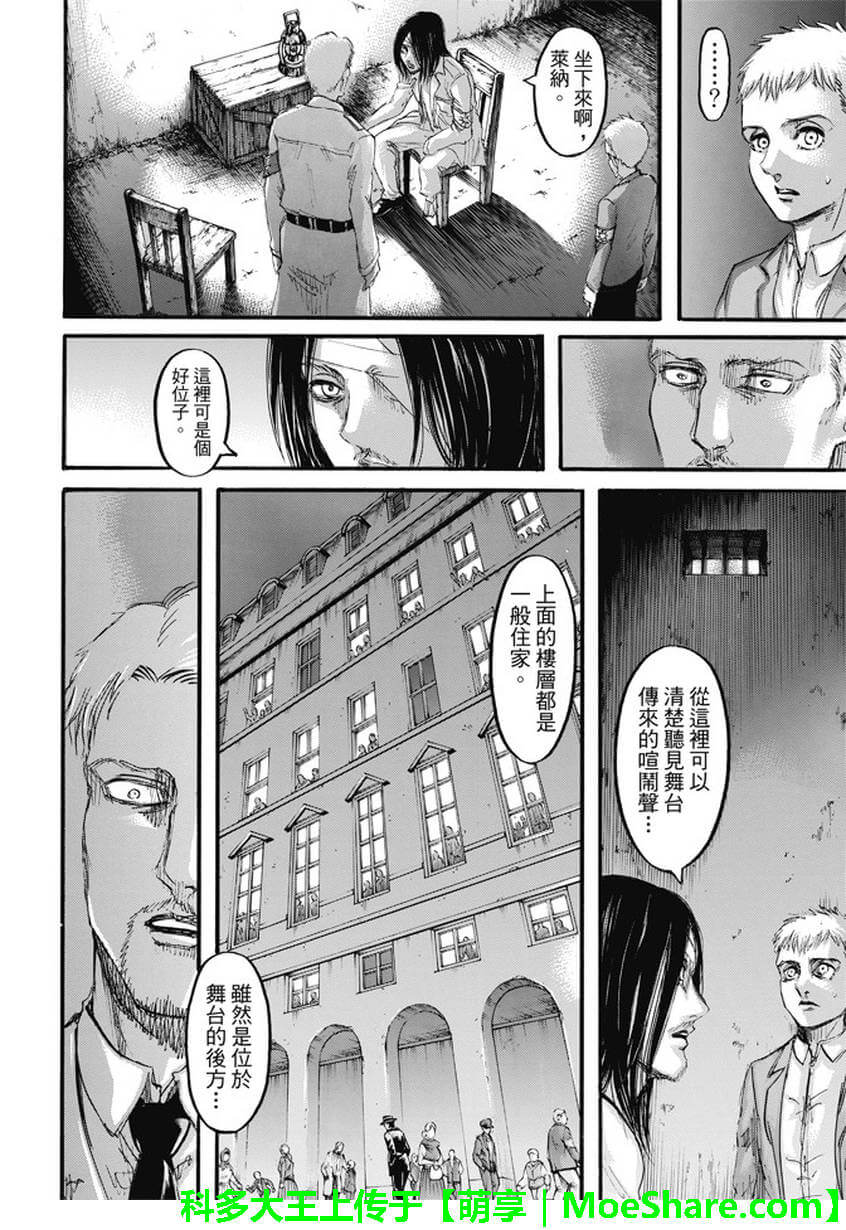 ……？
坐下來啊，
萊納。
這裡可是個
好位子。
從這裡可以
清楚聽見舞台
傳來的喧鬧聲…
上面的樓層都是
一般住家。
雖然是位於
舞台的後方…
科多大王上传于【萌享｜MoeShare.com】